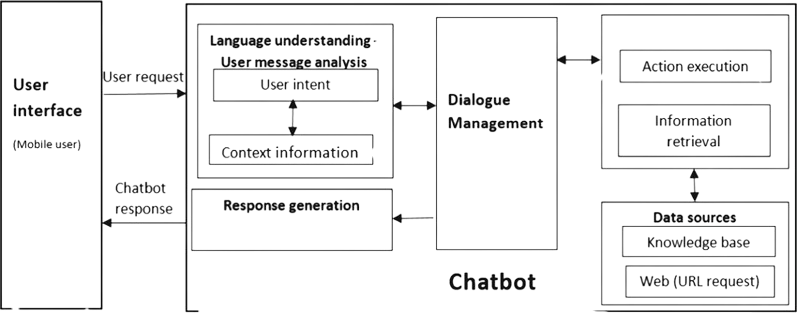 User
interface
(Mobile user)
User request
Chatbot
response
Language understanding -
User message analysis
User intent
Context information
Response generation
Dialogue
Management
Action execution
Information
retrieval
Data sources
Knowledge base
Web (URL request)
Chatbot